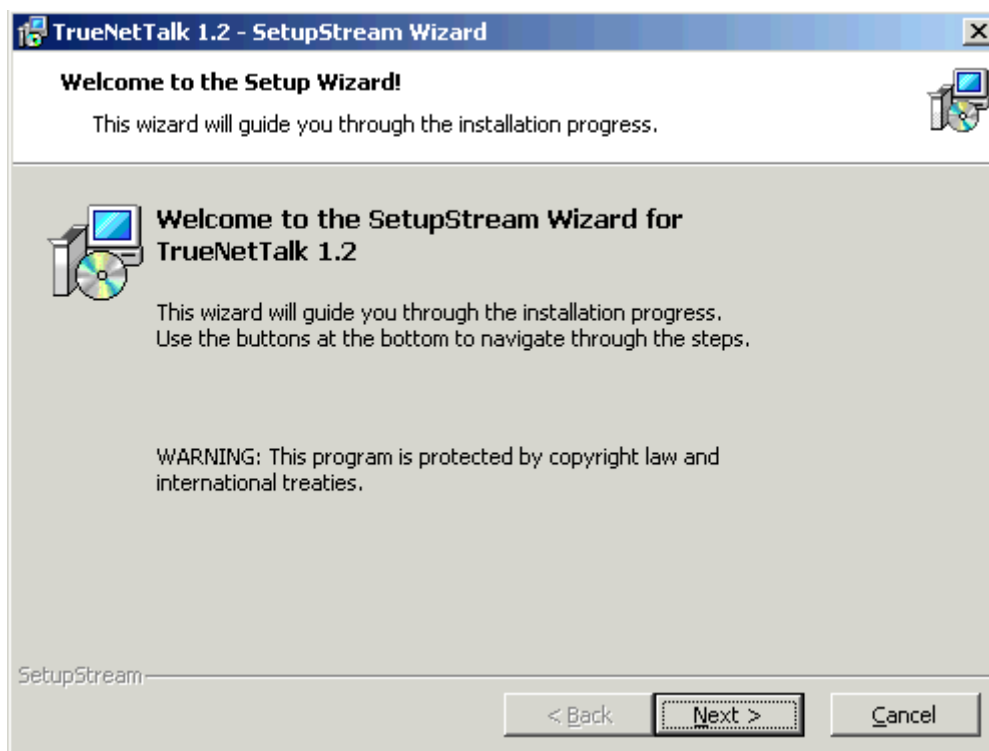 TrueNetTalk 1.2 - SetupStream Wizard
Welcome to the Setup Wizard!
This wizard will guide you through the installation progress.
Welcome to the SetupStream Wizard for
TrueNetTalk 1.2
This wizard will guide you through the installation progress.
Use the buttons at the bottom to navigate through the steps.
WARNING: This program is protected by copyright law and
international treaties.
SetupStream
< Back
Next >
Cancel